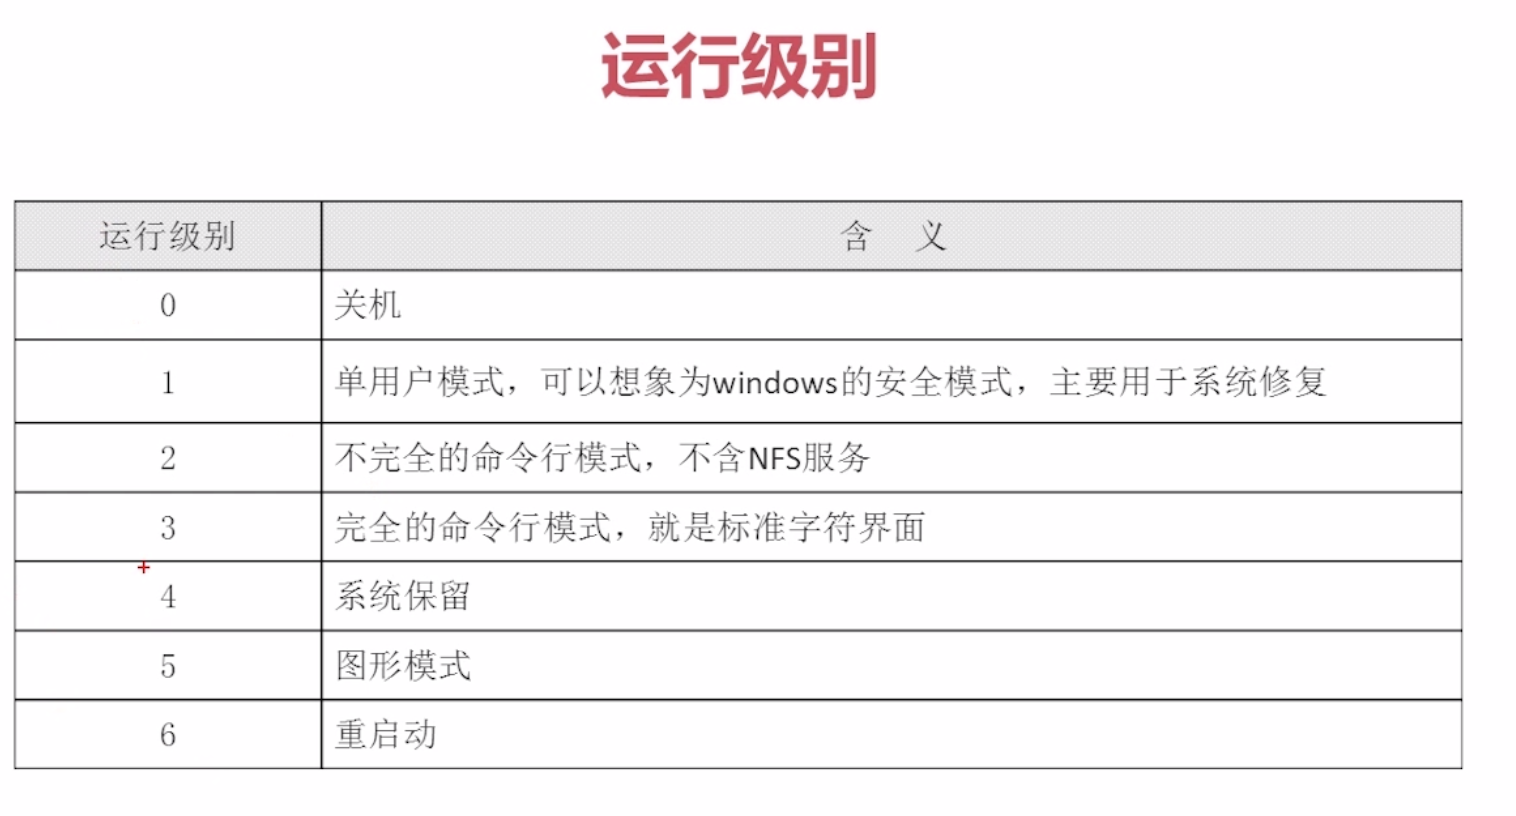 运行级别
运行级别 含 义
0 关机
1 单用户模式，可以想象为windows的安全模式，主要用于系统修复
2 不完全的命令行模式，不含NFS服务
3 完全的命令行模式，就是标准字符界面
4 系统保留
5 图形模式
6 重启动